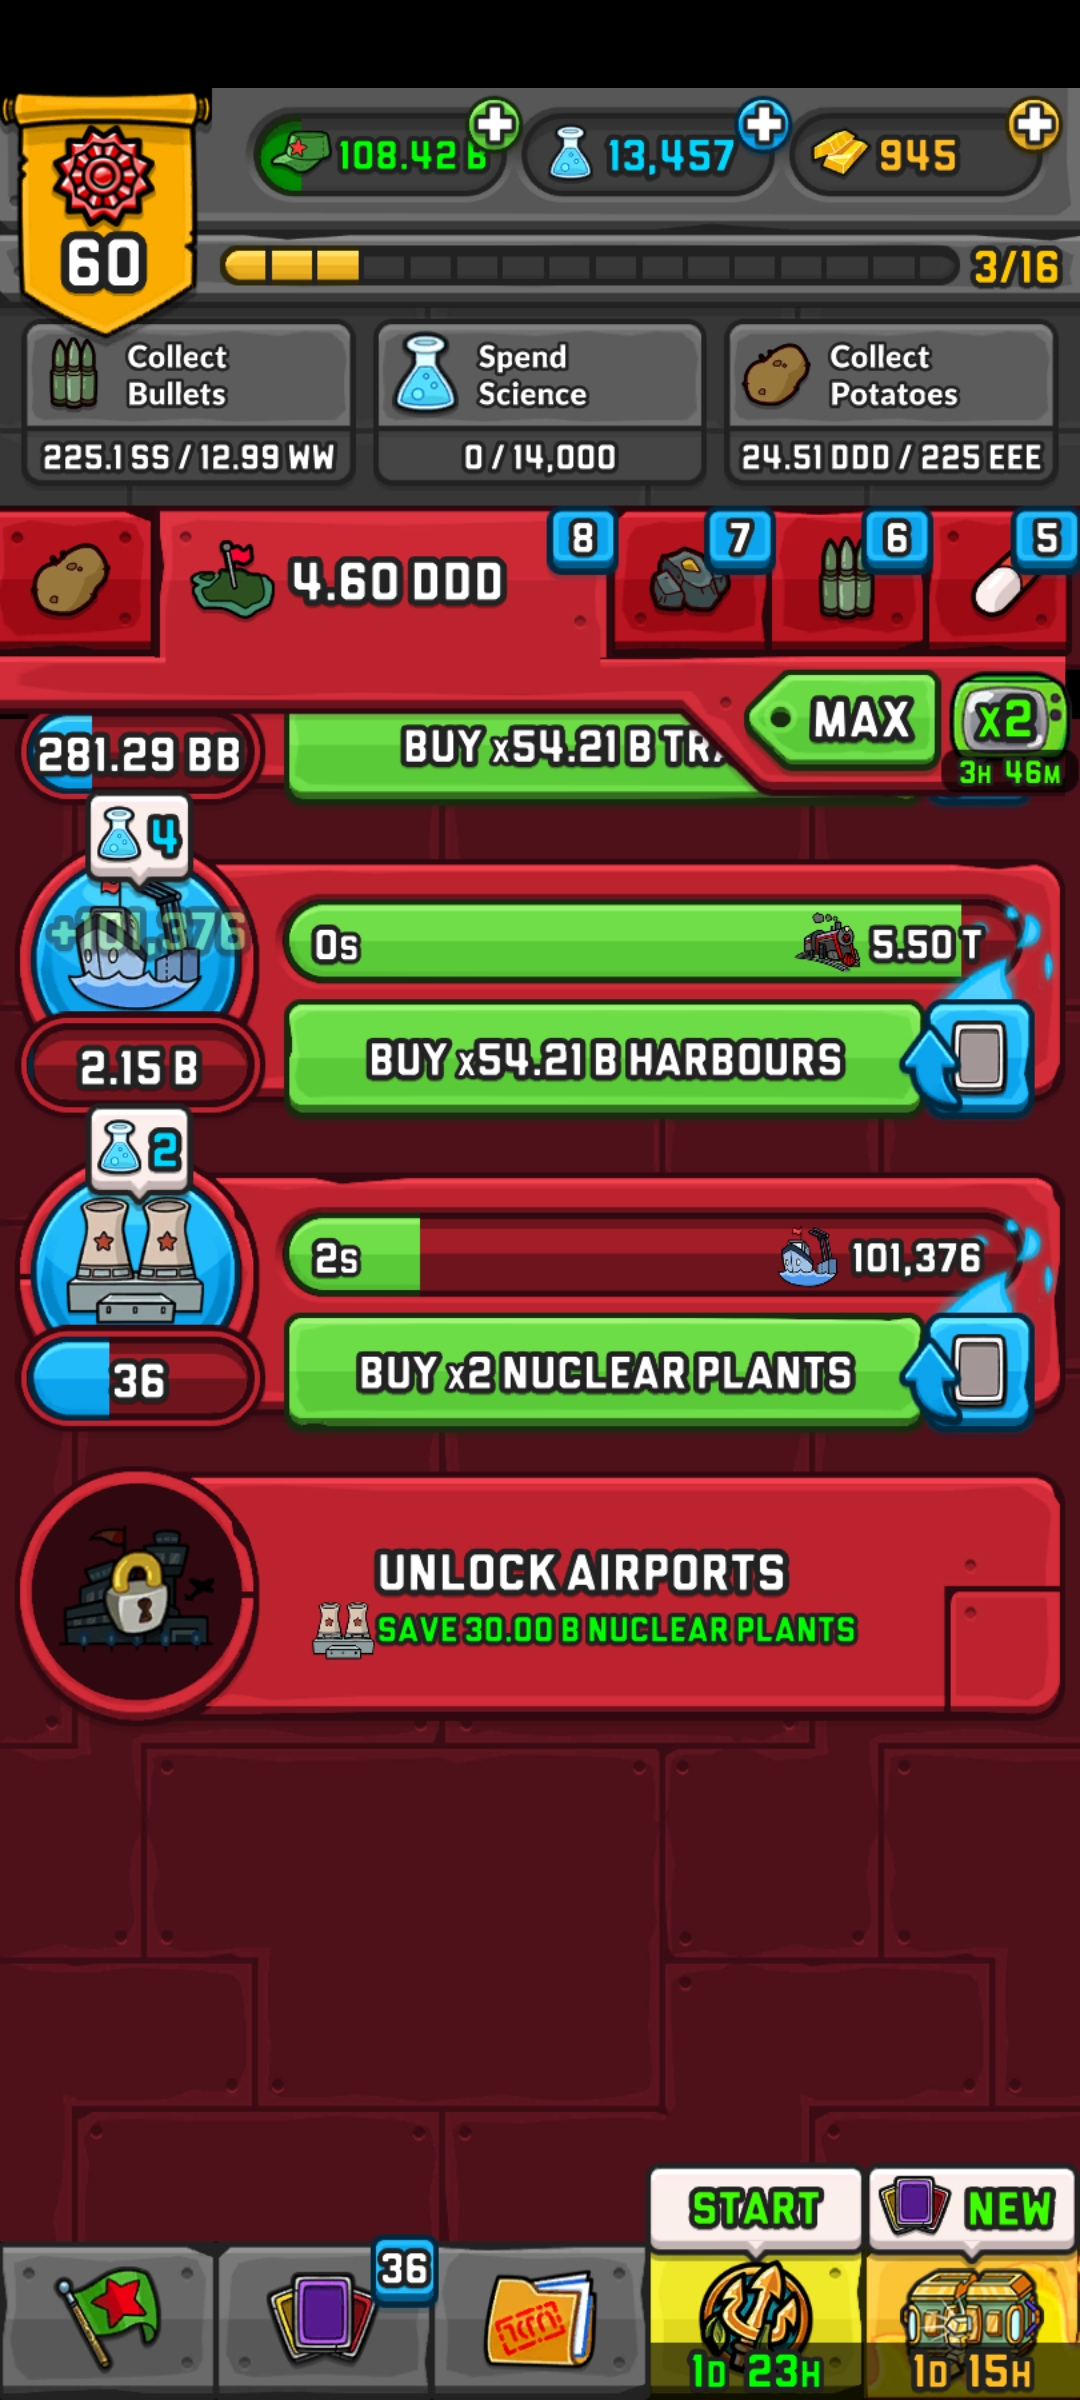 60
108.42 B
13,457
945
3/16
Collect
Bullets
Spend
Science
Collect
Potatoes
225.1 SS / 12.99 WW
0 / 14,000
24.51 DDD / 225 EEE
4.60 DDD
8
7
6
5
MAX
x2
3H 46M
281.29 BB
BUY x54.21 B TRA
4
+101,376
0s
5.50 T
2.15 B
BUY x54.21 B HARBOURS
2
2s
101,376
36
BUY x2 NUCLEAR PLANTS
UNLOCK AIRPORTS
SAVE 30.00 B NUCLEAR PLANTS
START
NEW
36
1D 23H
1D 15H